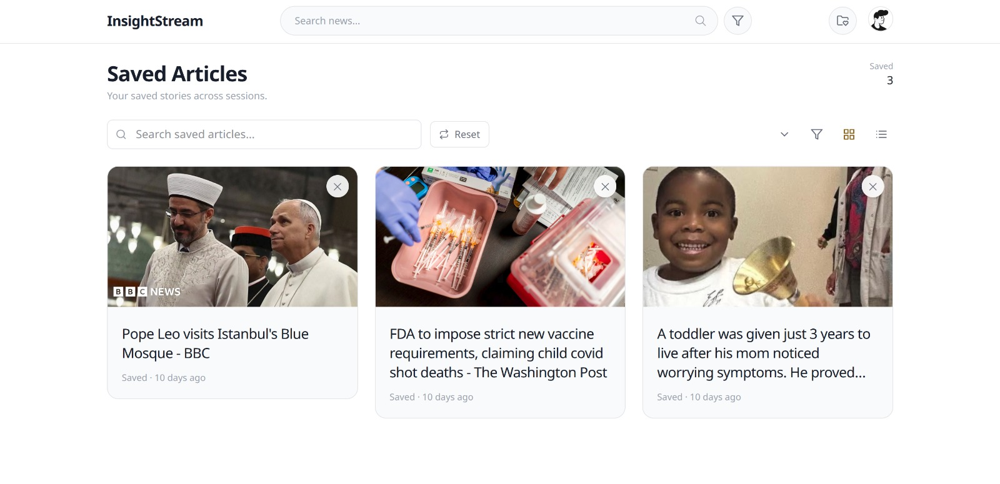 InsightStream
Search news...
Saved Articles
Your saved stories across sessions.
Saved
3
Search saved articles...
Reset
BBC NEWS
Pope Leo visits Istanbul's Blue
Mosque - BBC
Saved · 10 days ago
FDA to impose strict new vaccine
requirements, claiming child covid
shot deaths - The Washington Post
Saved · 10 days ago
A toddler was given just 3 years to
live after his mom noticed
worrying symptoms. He proved...
Saved · 10 days ago